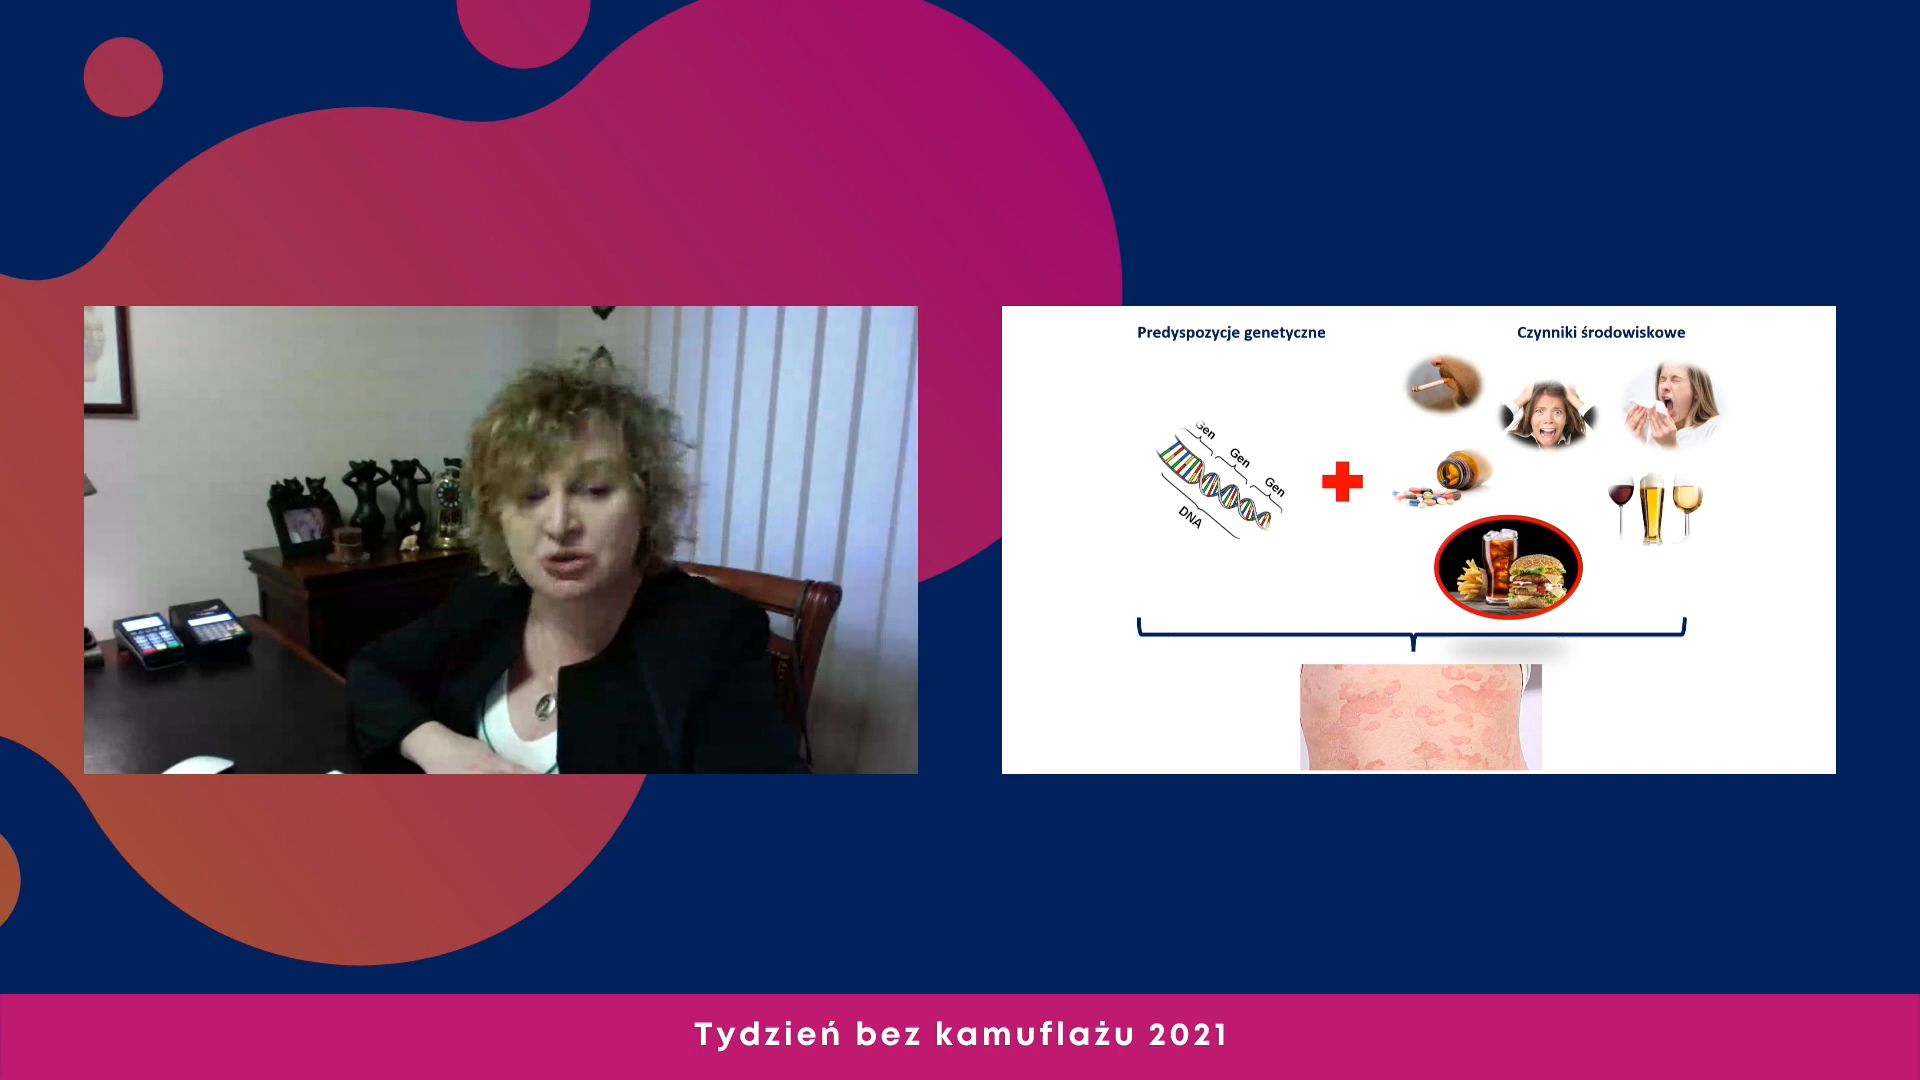 Predyspozycje genetyczne
Czynniki środowiskowe
Gen
Gen
Gen
DNA
Tydzień bez kamuflażu 2021